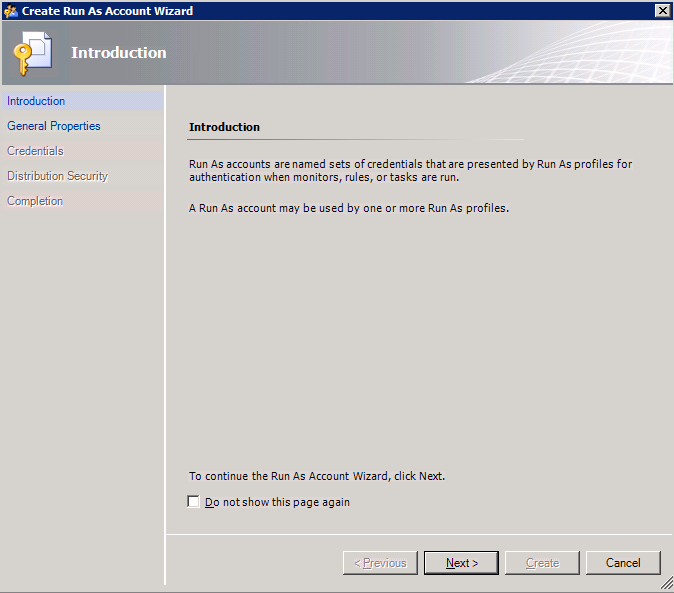 Create Run As Account Wizard
Introduction
Introduction
General Properties
Credentials
Distribution Security
Completion
Introduction
Run As accounts are named sets of credentials that are presented by Run As profiles for
authentication when monitors, rules, or tasks are run.
A Run As account may be used by one or more Run As profiles.
To continue the Run As Account Wizard, click Next.
Do not show this page again
< Previous
Next >
Create
Cancel